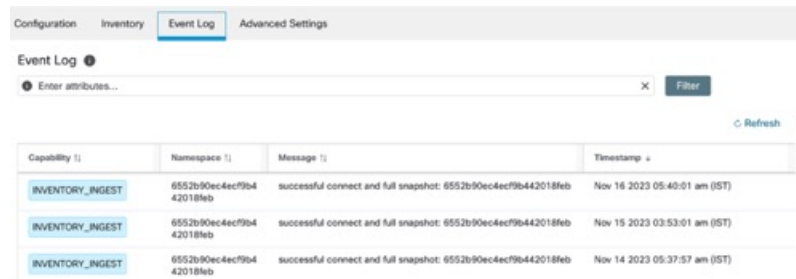 Configuration Inventory Event Log Advanced Settings
Event Log
Enter attributes... × Filter
Refresh
Capability ↑↓ Namespace ↑↓ Message ↑↓ Timestamp ↓
INVENTORY_INGEST 6552b90ec4ecf9b4 successful connect and full snapshot: 6552b90ec4ecf9b442018feb Nov 16 2023 05:40:01 am (IST)
42018feb
INVENTORY_INGEST 6552b90ec4ecf9b4 successful connect and full snapshot: 6552b90ec4ecf9b442018feb Nov 15 2023 03:53:01 am (IST)
42018feb
INVENTORY_INGEST 6552b90ec4ecf9b4 successful connect and full snapshot: 6552b90ec4ecf9b442018feb Nov 14 2023 05:37:57 am (IST)
42018feb